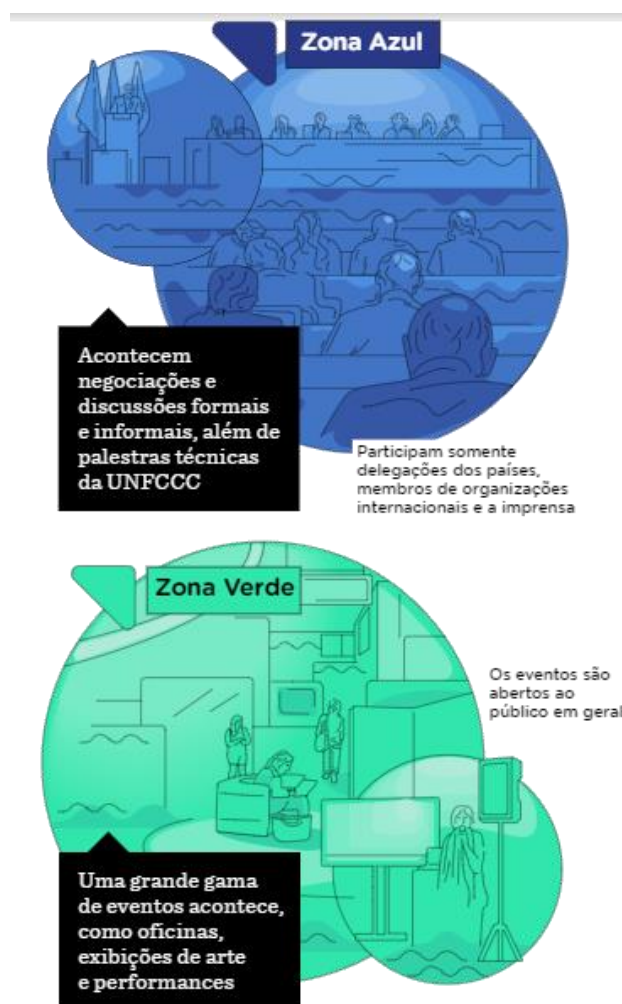 Zona Azul
Acontecem
negociações e
discussões formais
e informais, além de
palestras técnicas
da UNFCCC
Participam somente
delegações dos países,
membros de organizações
internacionais e a imprensa
Zona Verde
Os eventos são
abertos ao
público em geral
Uma grande gama
de eventos acontece,
como oficinas,
exibições de arte
e performances